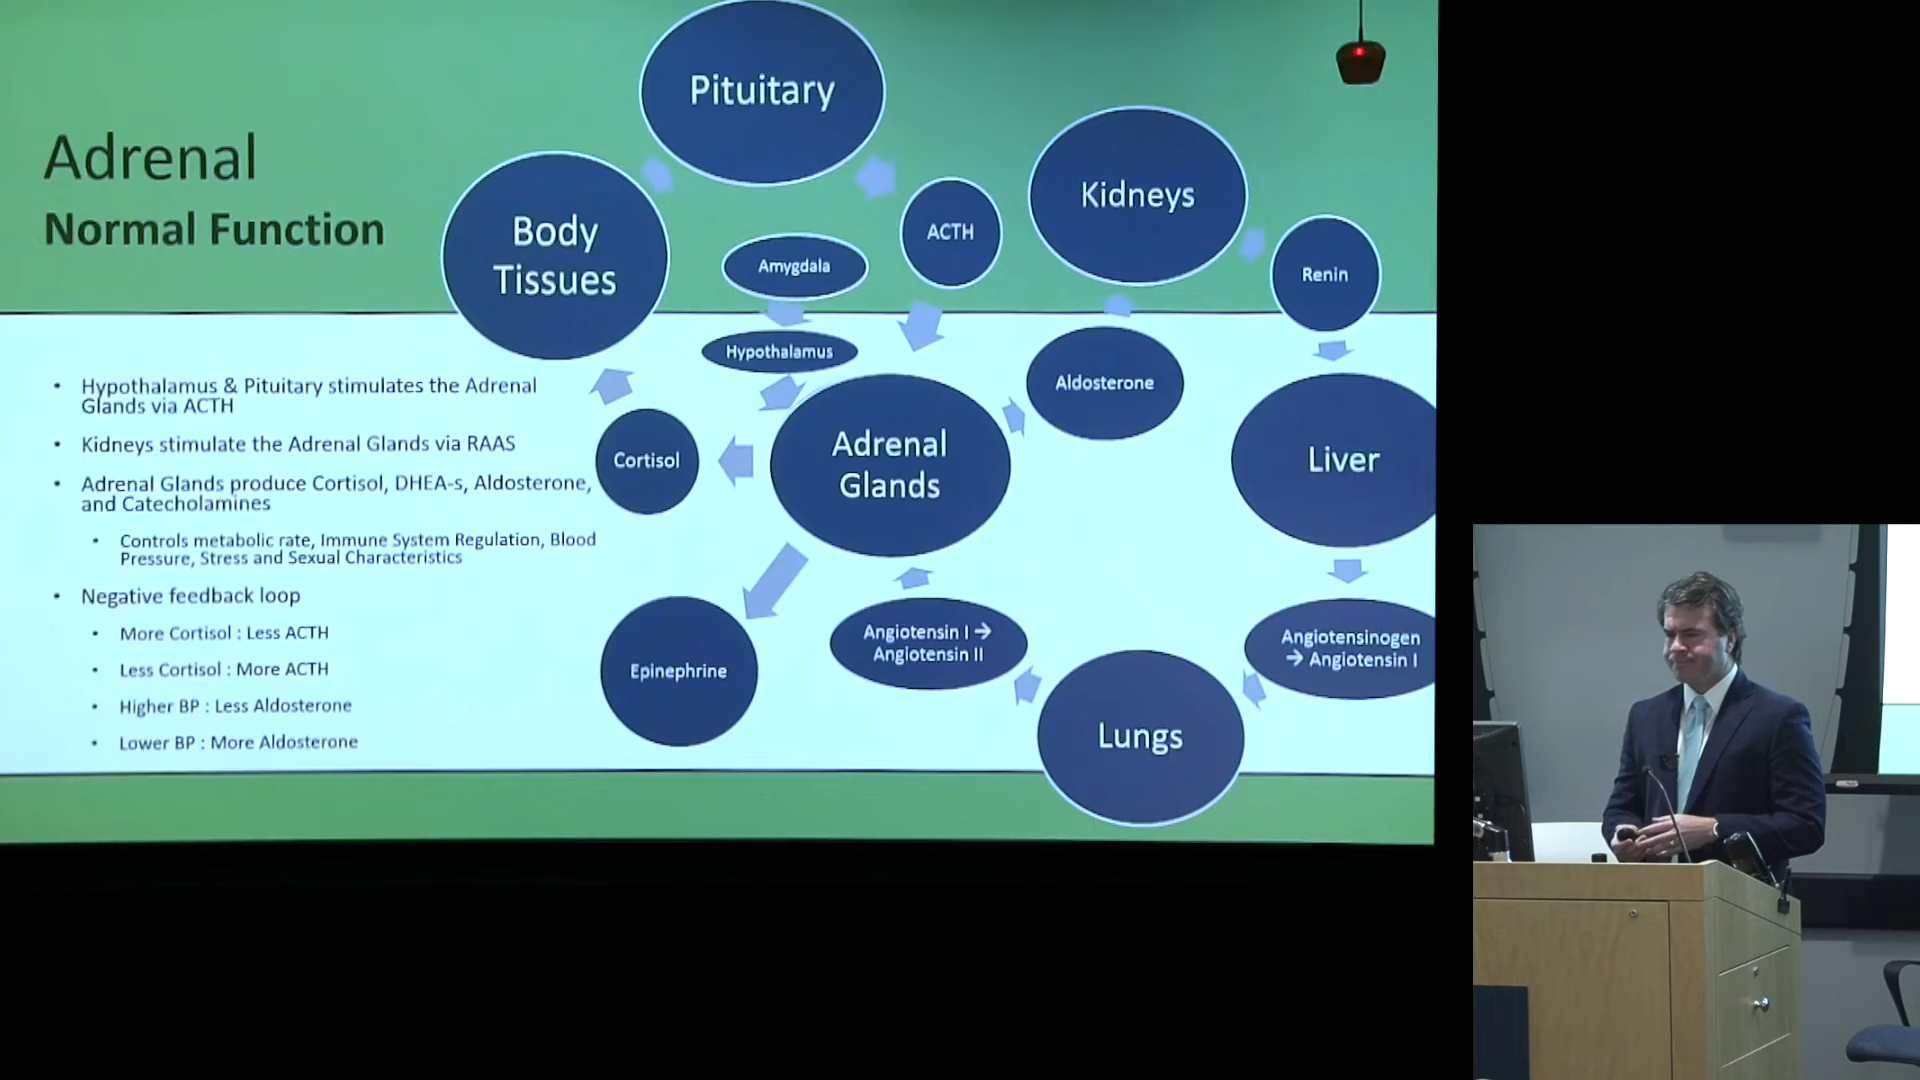 Adrenal
Normal Function
• Hypothalamus & Pituitary stimulates the Adrenal
Glands via ACTH
• Kidneys stimulate the Adrenal Glands via RAAS
• Adrenal Glands produce Cortisol, DHEA-s, Aldosterone,
and Catecholamines
• Controls metabolic rate, Immune System Regulation, Blood
Pressure, Stress and Sexual Characteristics
• Negative feedback loop
• More Cortisol : Less ACTH
• Less Cortisol : More ACTH
• Higher BP : Less Aldosterone
• Lower BP : More Aldosterone
Pituitary
Body
Tissues
ACTH
Amygdala
Hypothalamus
Kidneys
Renin
Aldosterone
Cortisol
Adrenal
Glands
Liver
Epinephrine
Angiotensin I →
Angiotensin II
Lungs
Angiotensinogen
→ Angiotensin I